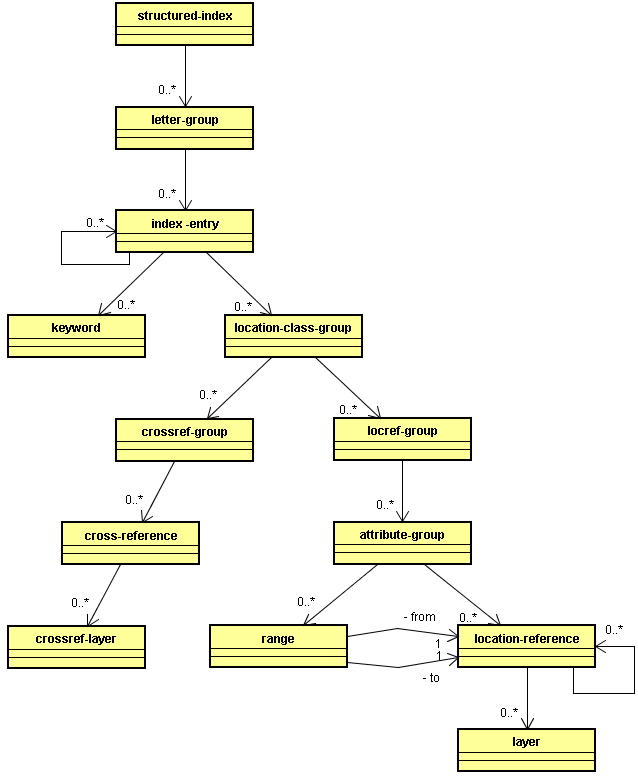 structured-index
0..*
letter-group
0..*
index -entry
0..*
0..*
0..*
keyword
location-class-group
0..*
0..*
crossref-group
locref-group
0..*
0..*
cross-reference
attribute-group
0..*
0..*
- from
0..*
0..*
crossref-layer
range
1
location-reference
1
- to
0..*
layer